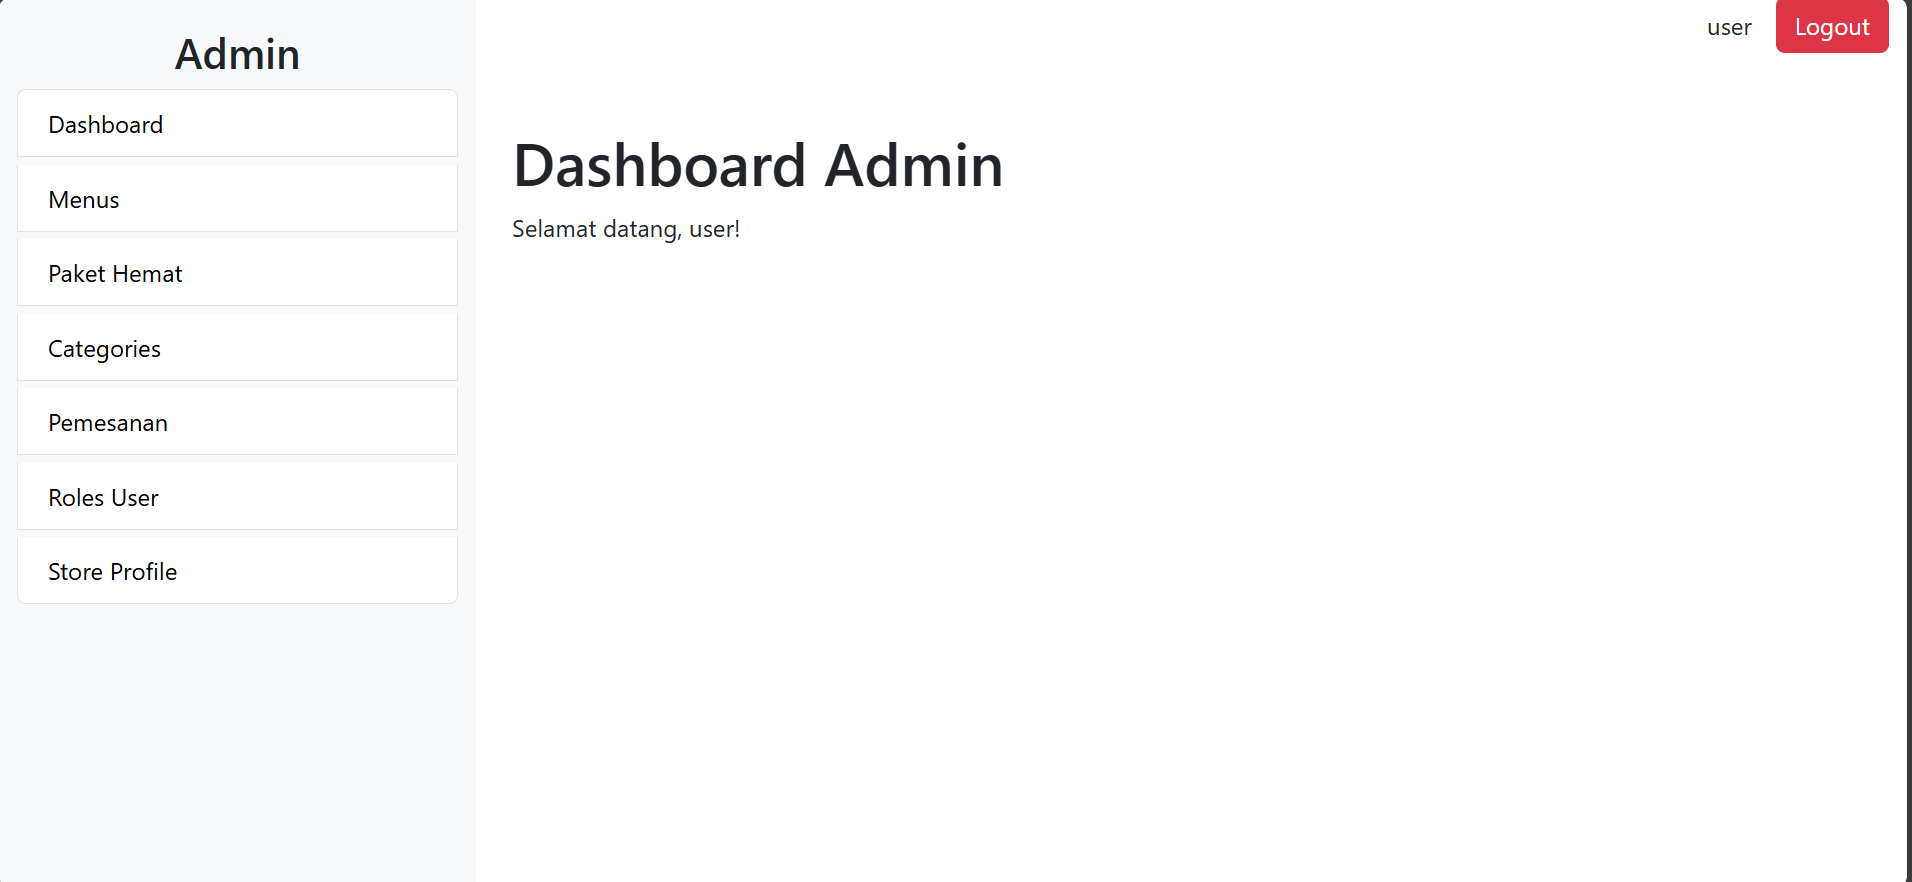 Admin
Dashboard
Menus
Paket Hemat
Categories
Pemesanan
Roles User
Store Profile
user
Logout
Dashboard Admin
Selamat datang, user!